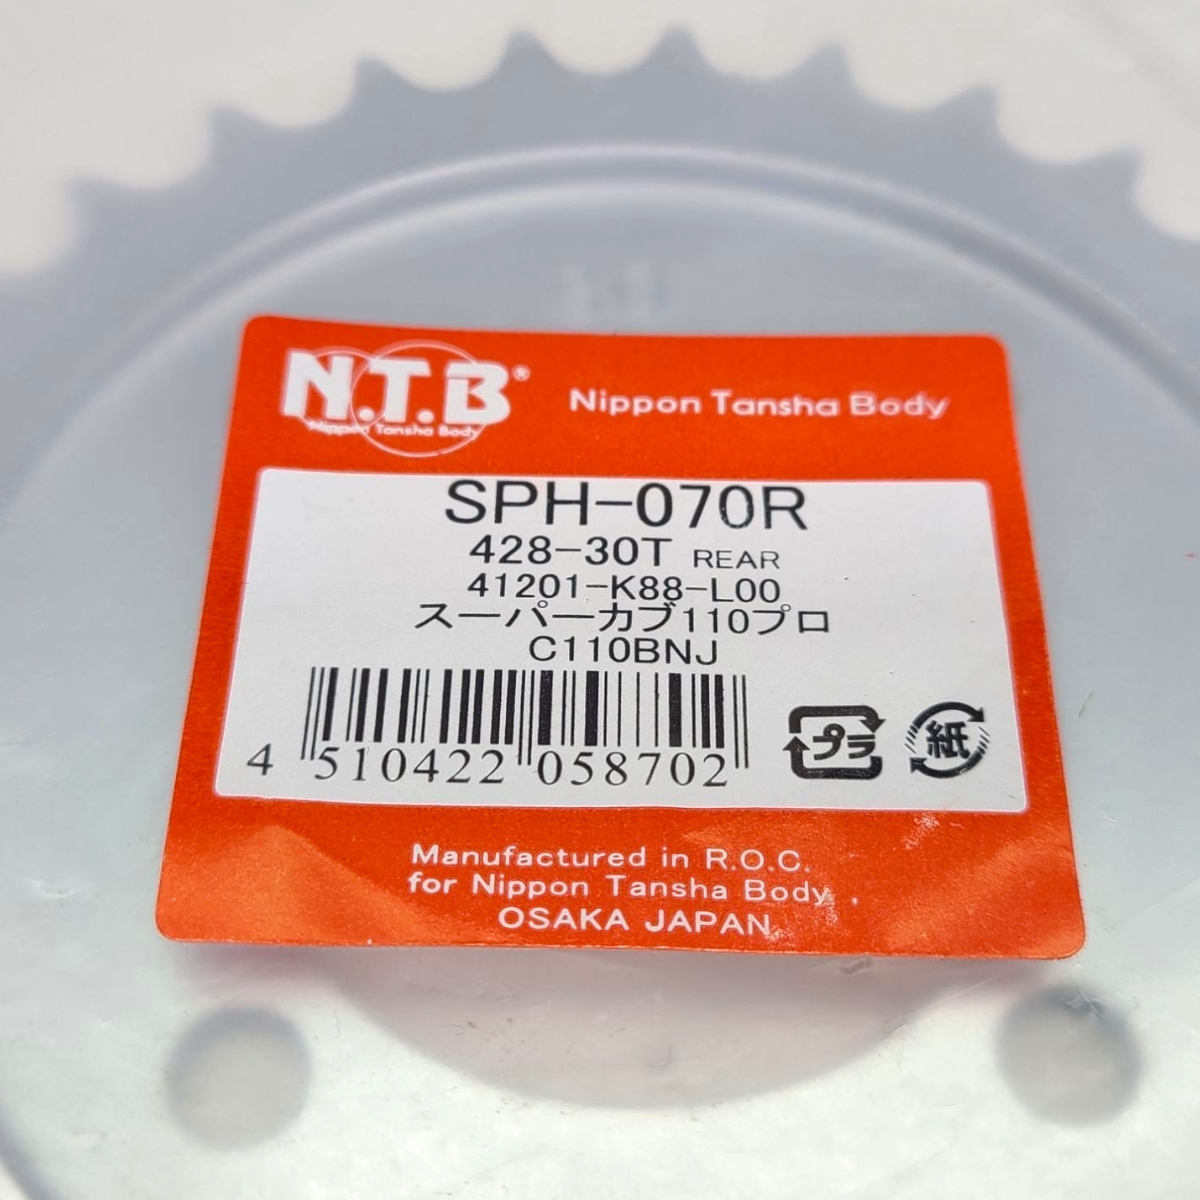 N.T.B®
Nippon Tansha Body
Nippon Tansha Body
SPH-070R
428-30T REAR
41201-K88-L00
スーパーカブ110プロ
C110BNJ
4 510422 058702
プラ
紙
Manufactured in R.O.C.
for Nippon Tansha Body
OSAKA JAPAN